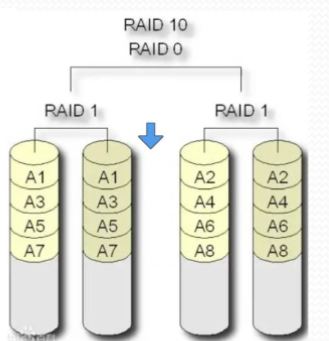 RAID 10
RAID 0
RAID 1 RAID 1
A1 A1 A2 A2
A3 A3 A4 A4
A5 A5 A6 A6
A7 A7 A8 A8